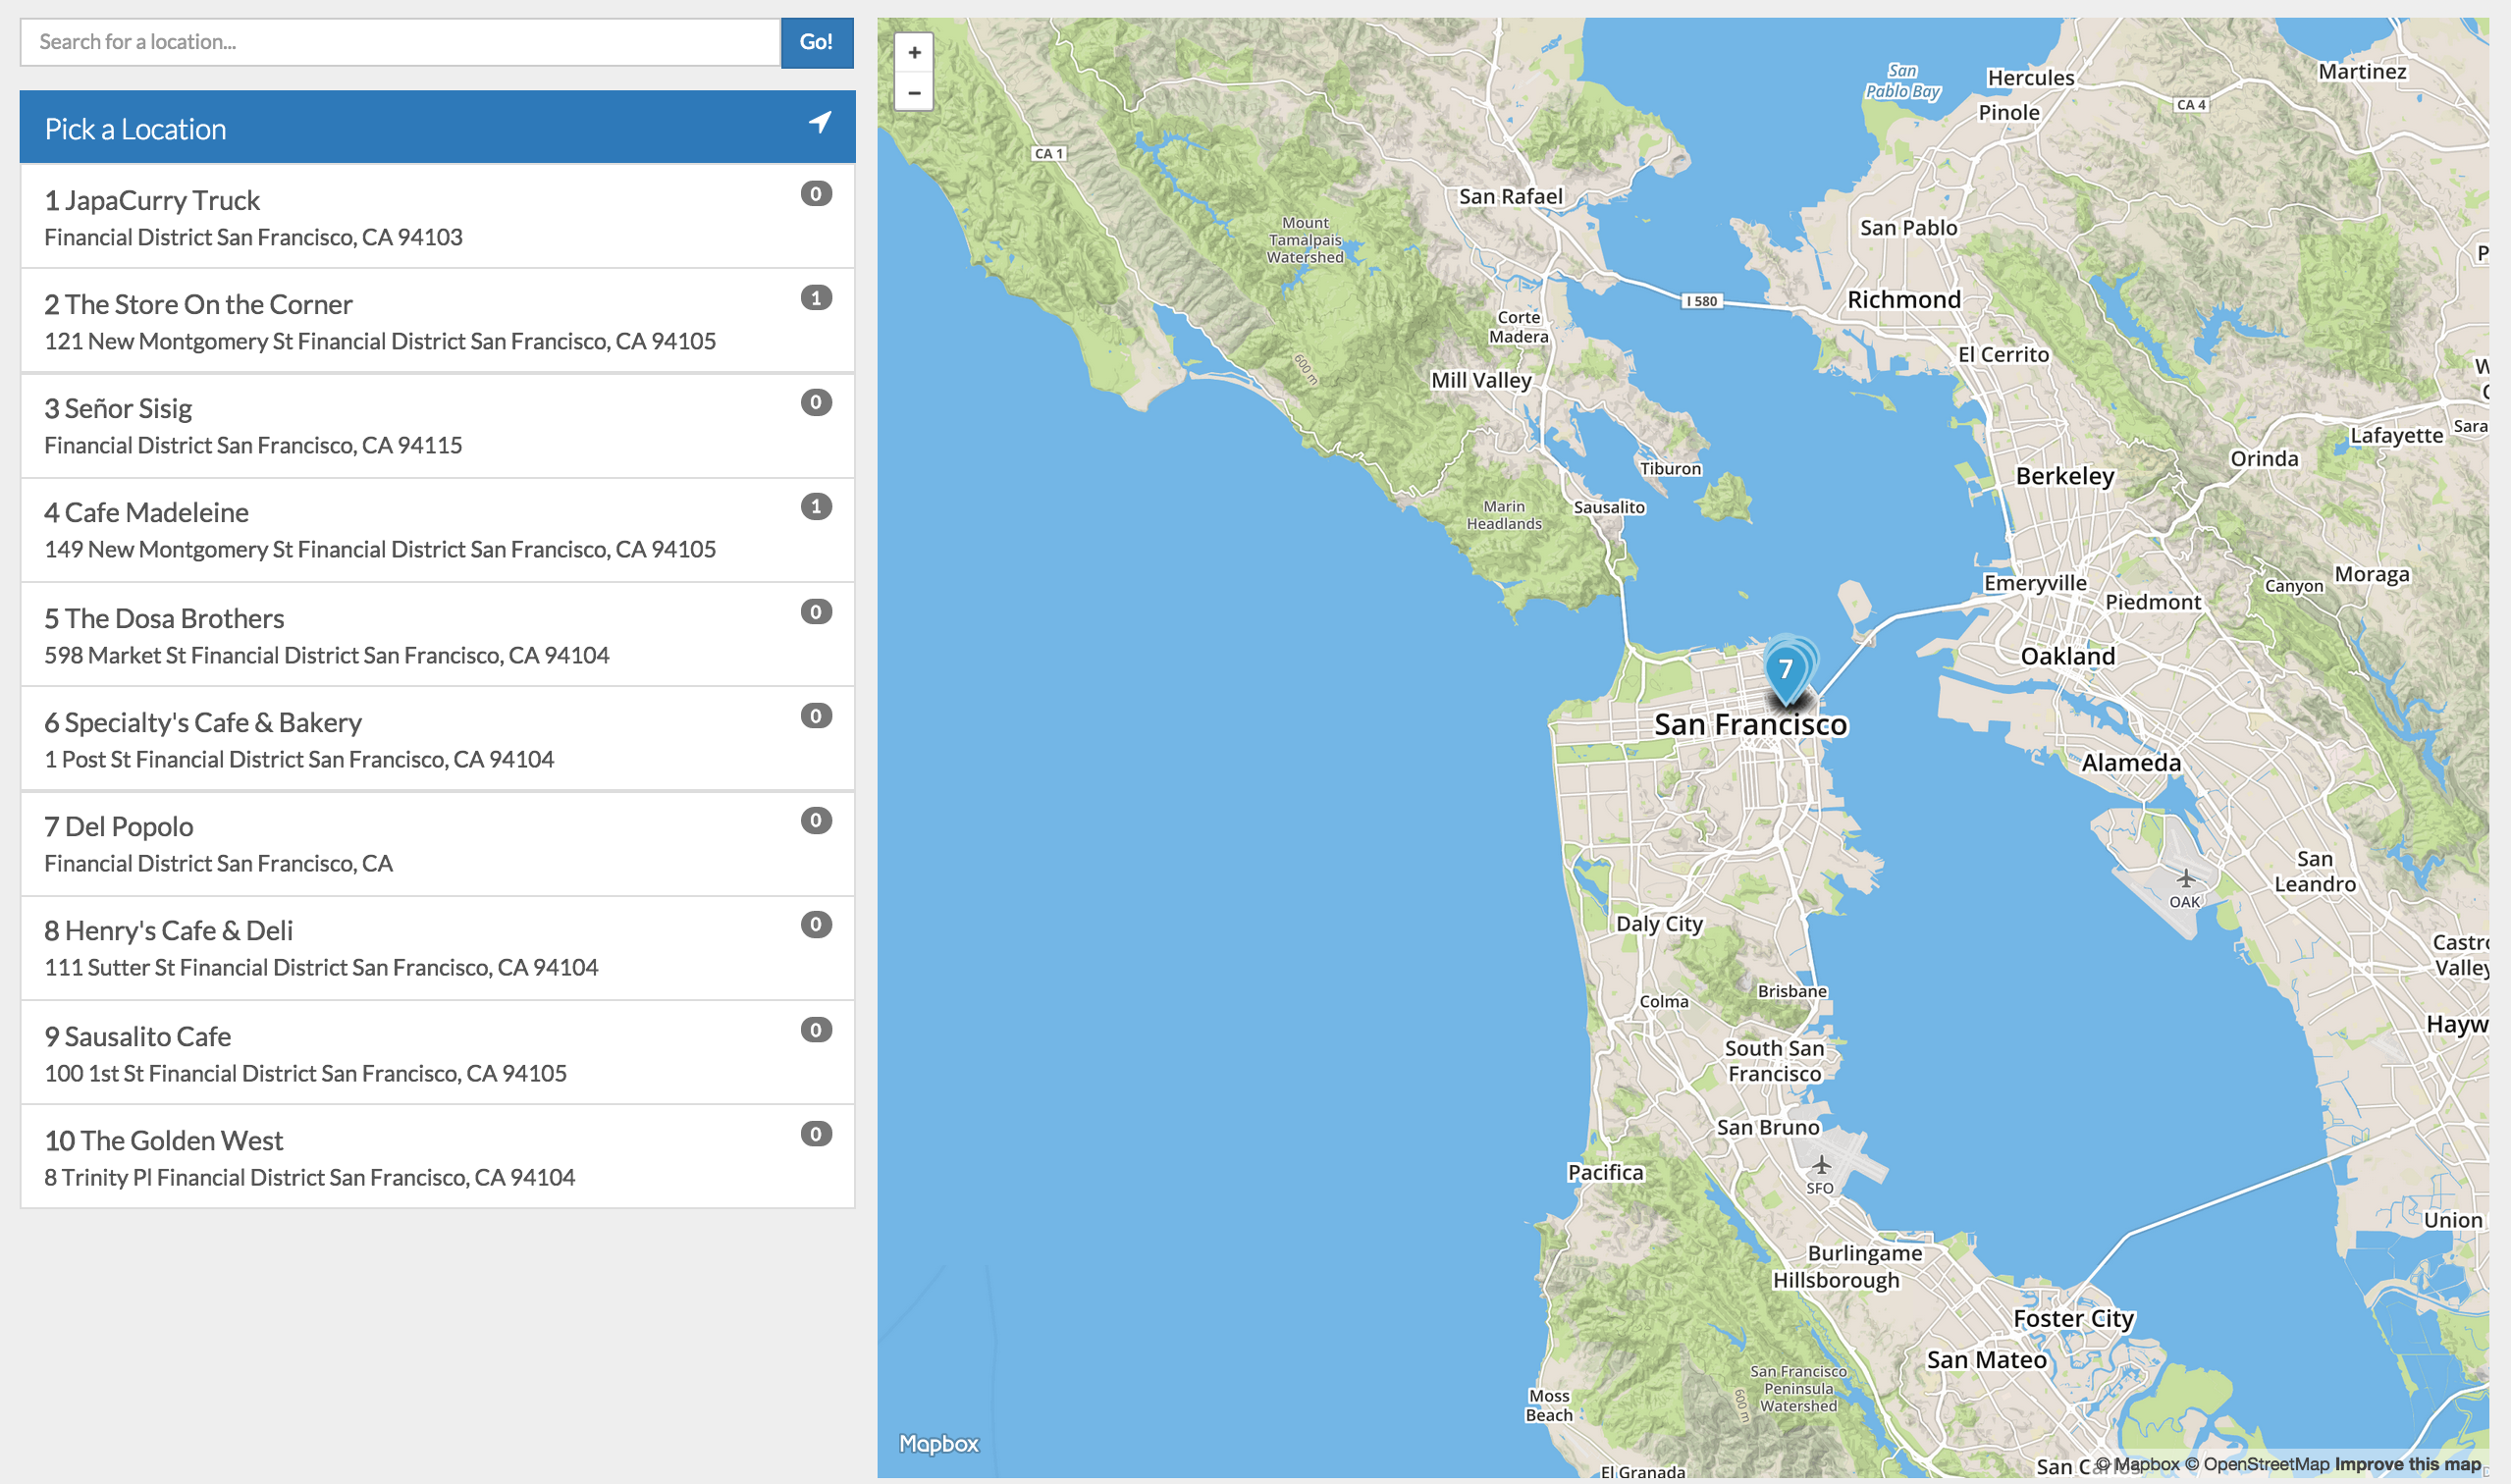 Search for a location...
Go!
Pick a Location
1 JapaCurry Truck
0
Financial District San Francisco, CA 94103
2 The Store On the Corner
1
121 New Montgomery St Financial District San Francisco, CA 94105
3 Señor Sisig
0
Financial District San Francisco, CA 94115
4 Cafe Madeleine
1
149 New Montgomery St Financial District San Francisco, CA 94105
5 The Dosa Brothers
0
598 Market St Financial District San Francisco, CA 94104
6 Specialty's Cafe & Bakery
0
1 Post St Financial District San Francisco, CA 94104
7 Del Popolo
0
Financial District San Francisco, CA
8 Henry's Cafe & Deli
0
111 Sutter St Financial District San Francisco, CA 94104
9 Sausalito Cafe
0
100 1st St Financial District San Francisco, CA 94105
10 The Golden West
0
8 Trinity Pl Financial District San Francisco, CA 94104
+
−
San
Pablo Bay
Hercules
Martinez
Pinole
CA 4
CA 1
San Rafael
Mount
Tamalpais
Watershed
San Pablo
P
Richmond
I 580
Corte
Madera
El Cerrito
W
C
600 m
Mill Valley
Lafayette
Sara
Orinda
Tiburon
Berkeley
Marin
Headlands
Sausalito
Emeryville
Canyon
Moraga
Piedmont
Oakland
7
San Francisco
Alameda
San
Leandro
OAK
Daly City
Castro
Valley
Colma
Brisbane
Hayw
South San
Francisco
San Bruno
Pacifica
SFO
Union
Burlingame
Hillsborough
Foster City
San Mateo
San Francisco
Peninsula
Watershed
600 m
Moss
Beach
Mapbox
El Granada
San Carlos
© Mapbox © OpenStreetMap Improve this map